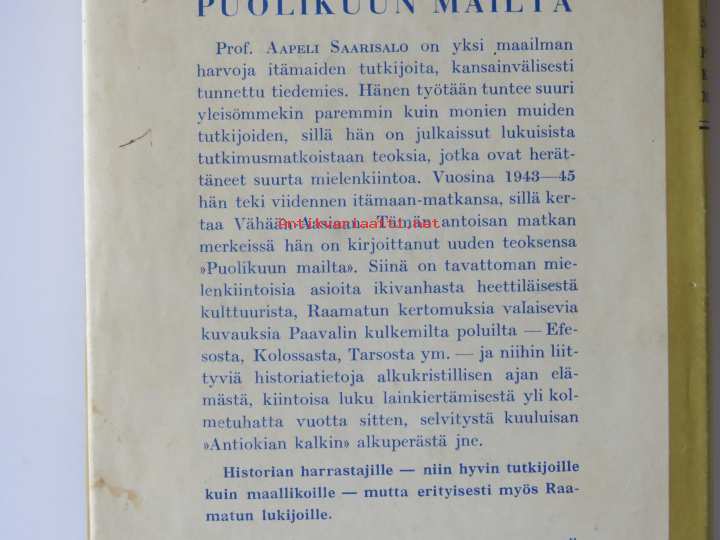 PUOLIKUUN MAILTA
Prof. AAPELI SAARISALO on yksi maailman
harvoja itämaiden tutkijoita, kansainvälisesti
tunnettu tiedemies. Hänen työtään tuntee suuri
yleisömmekin paremmin kuin monien muiden
tutkijoiden, sillä hän on julkaissut lukuisista
tutkimusmatkoistaan teoksia, jotka ovat herät-
täneet suurta mielenkiintoa. Vuosina 1943—45
hän teki viidennen itämaan-matkansa, sillä ker-
taa Vähään-Aasiaan. Tämän antoisan matkan
Antiikvanhaaliti.net
merkeissä hän on kirjoittanut uuden teoksensa
»Puolikuun mailta». Siinä on tavattoman mie-
lenkiintoisia asioita ikivanhasta heettiläisestä
kulttuurista, Raamatun kertomuksia valaisevia
kuvauksia Paavalin kulkemilta poluilta — Efe-
sosta, Kolossasta, Tarsosta ym. — ja niihin liit-
tyviä historiatietoja alkukristillisen ajan elä-
mästä, kiintoisa luku lainkiertämisestä yli kol-
metuhatta vuotta sitten, selvitystä kuuluisan
»Antiokian kalkin» alkuperästä jne.
Historian harrastajille — niin hyvin tutkijoille
kuin maallikoille — mutta erityisesti myös Raa-
matun lukijoille.